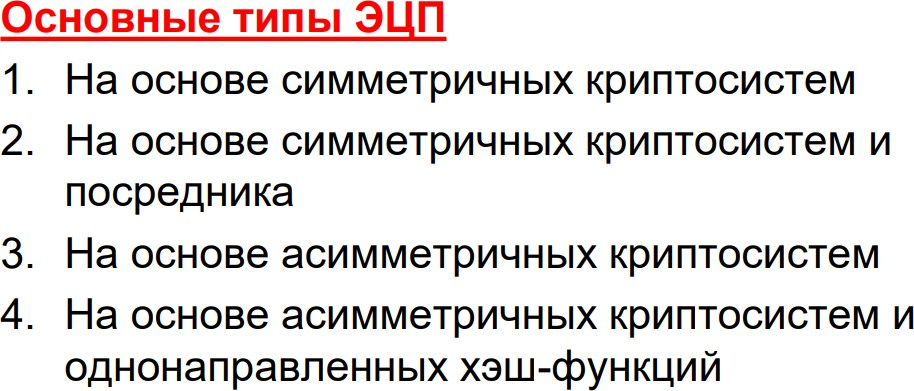 Основные типы ЭЦП
1. На основе симметричных криптосистем
2. На основе симметричных криптосистем и
посредника
3. На основе асимметричных криптосистем
4. На основе асимметричных криптосистем и
однонаправленных хэш-функций